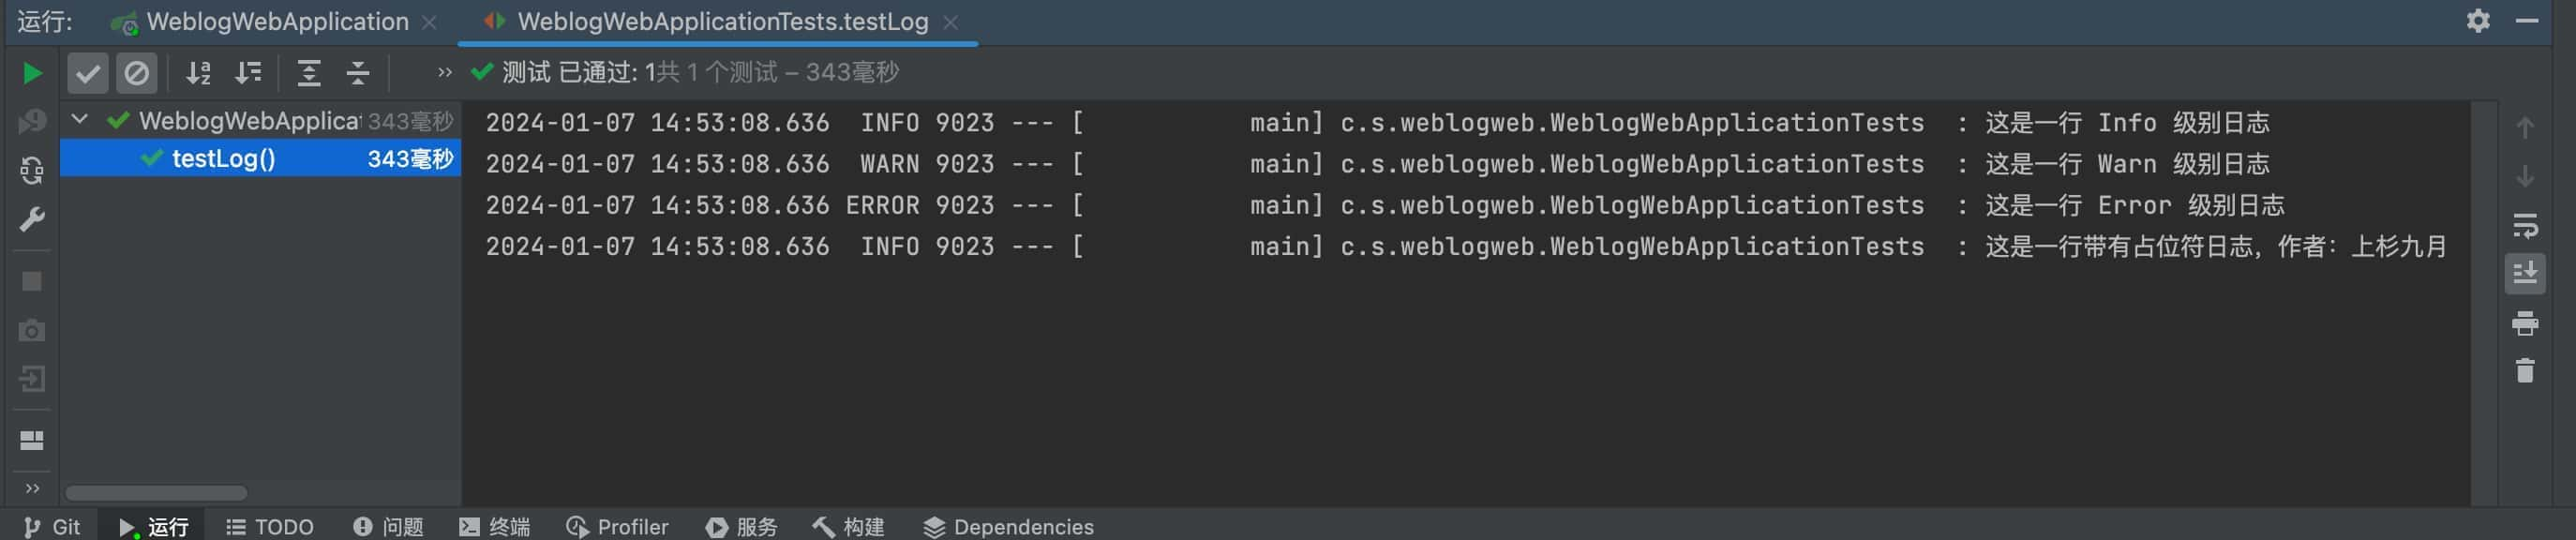 运行: WeblogWebApplication WeblogWebApplicationTests.testLog
测试 已通过: 1共 1 个测试 – 343毫秒
WeblogWebApplicat 343毫秒
testLog() 343毫秒
2024-01-07 14:53:08.636  INFO 9023 --- [           main] c.s.weblogweb.WeblogWebApplicationTests  : 这是一行 Info 级别日志
2024-01-07 14:53:08.636  WARN 9023 --- [           main] c.s.weblogweb.WeblogWebApplicationTests  : 这是一行 Warn 级别日志
2024-01-07 14:53:08.636 ERROR 9023 --- [           main] c.s.weblogweb.WeblogWebApplicationTests  : 这是一行 Error 级别日志
2024-01-07 14:53:08.636  INFO 9023 --- [           main] c.s.weblogweb.WeblogWebApplicationTests  : 这是一行带有占位符日志，作者：上杉九月
Git 运行 TODO 问题 终端 Profiler 服务 构建 Dependencies